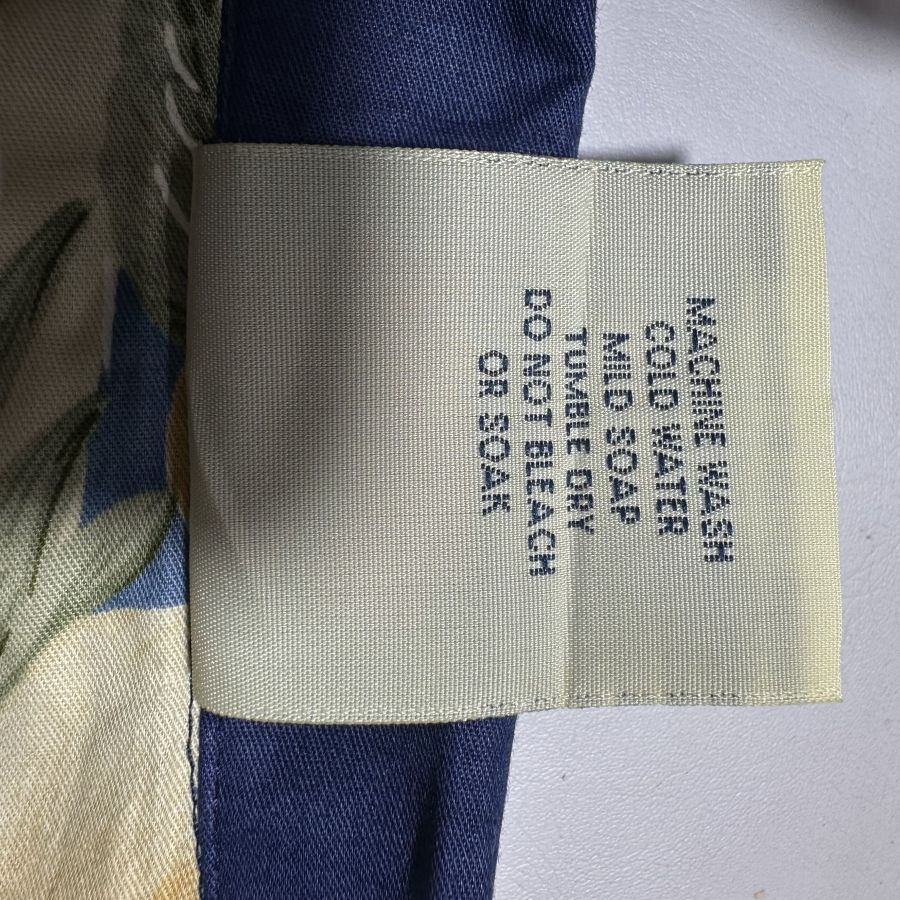 MACHINE WASH
COLD WATER
MILD SOAP
TUMBLE DRY
DO NOT BLEACH
OR SOAK